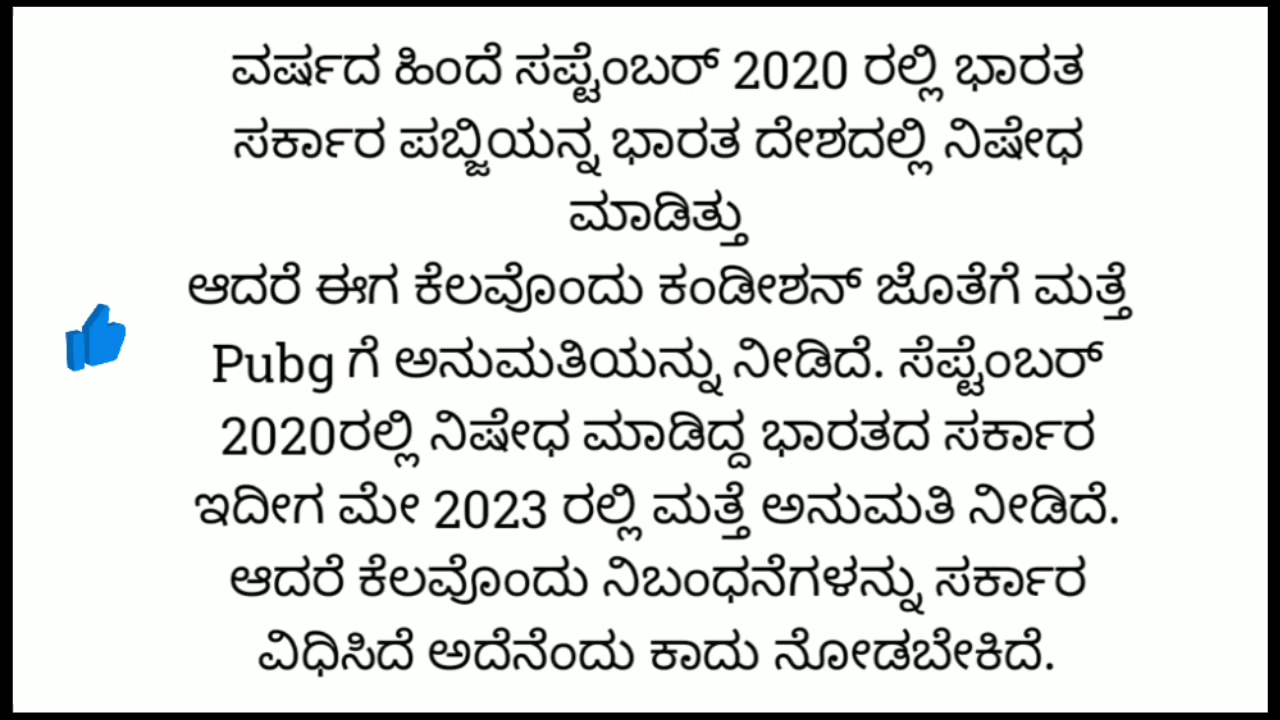 ವರ್ಷದ ಹಿಂದೆ ಸಪ್ಟೆಂಬರ್ 2020 ರಲ್ಲಿ ಭಾರತ
ಸರ್ಕಾರ ಪಬ್ಜಿಯನ್ನ ಭಾರತ ದೇಶದಲ್ಲಿ ನಿಷೇಧ
ಮಾಡಿತ್ತು
ಆದರೆ ಈಗ ಕೆಲವೊಂದು ಕಂಡೀಶನ್ ಜೊತೆಗೆ ಮತ್ತೆ
Pubg ಗೆ ಅನುಮತಿಯನ್ನು ನೀಡಿದೆ. ಸೆಪ್ಟೆಂಬರ್
2020ರಲ್ಲಿ ನಿಷೇಧ ಮಾಡಿದ್ದ ಭಾರತದ ಸರ್ಕಾರ
ಇದೀಗ ಮೇ 2023 ರಲ್ಲಿ ಮತ್ತೆ ಅನುಮತಿ ನೀಡಿದೆ.
ಆದರೆ ಕೆಲವೊಂದು ನಿಬಂಧನೆಗಳನ್ನು ಸರ್ಕಾರ
ವಿಧಿಸಿದೆ ಅದೆನೆಂದು ಕಾದು ನೋಡಬೇಕಿದೆ.